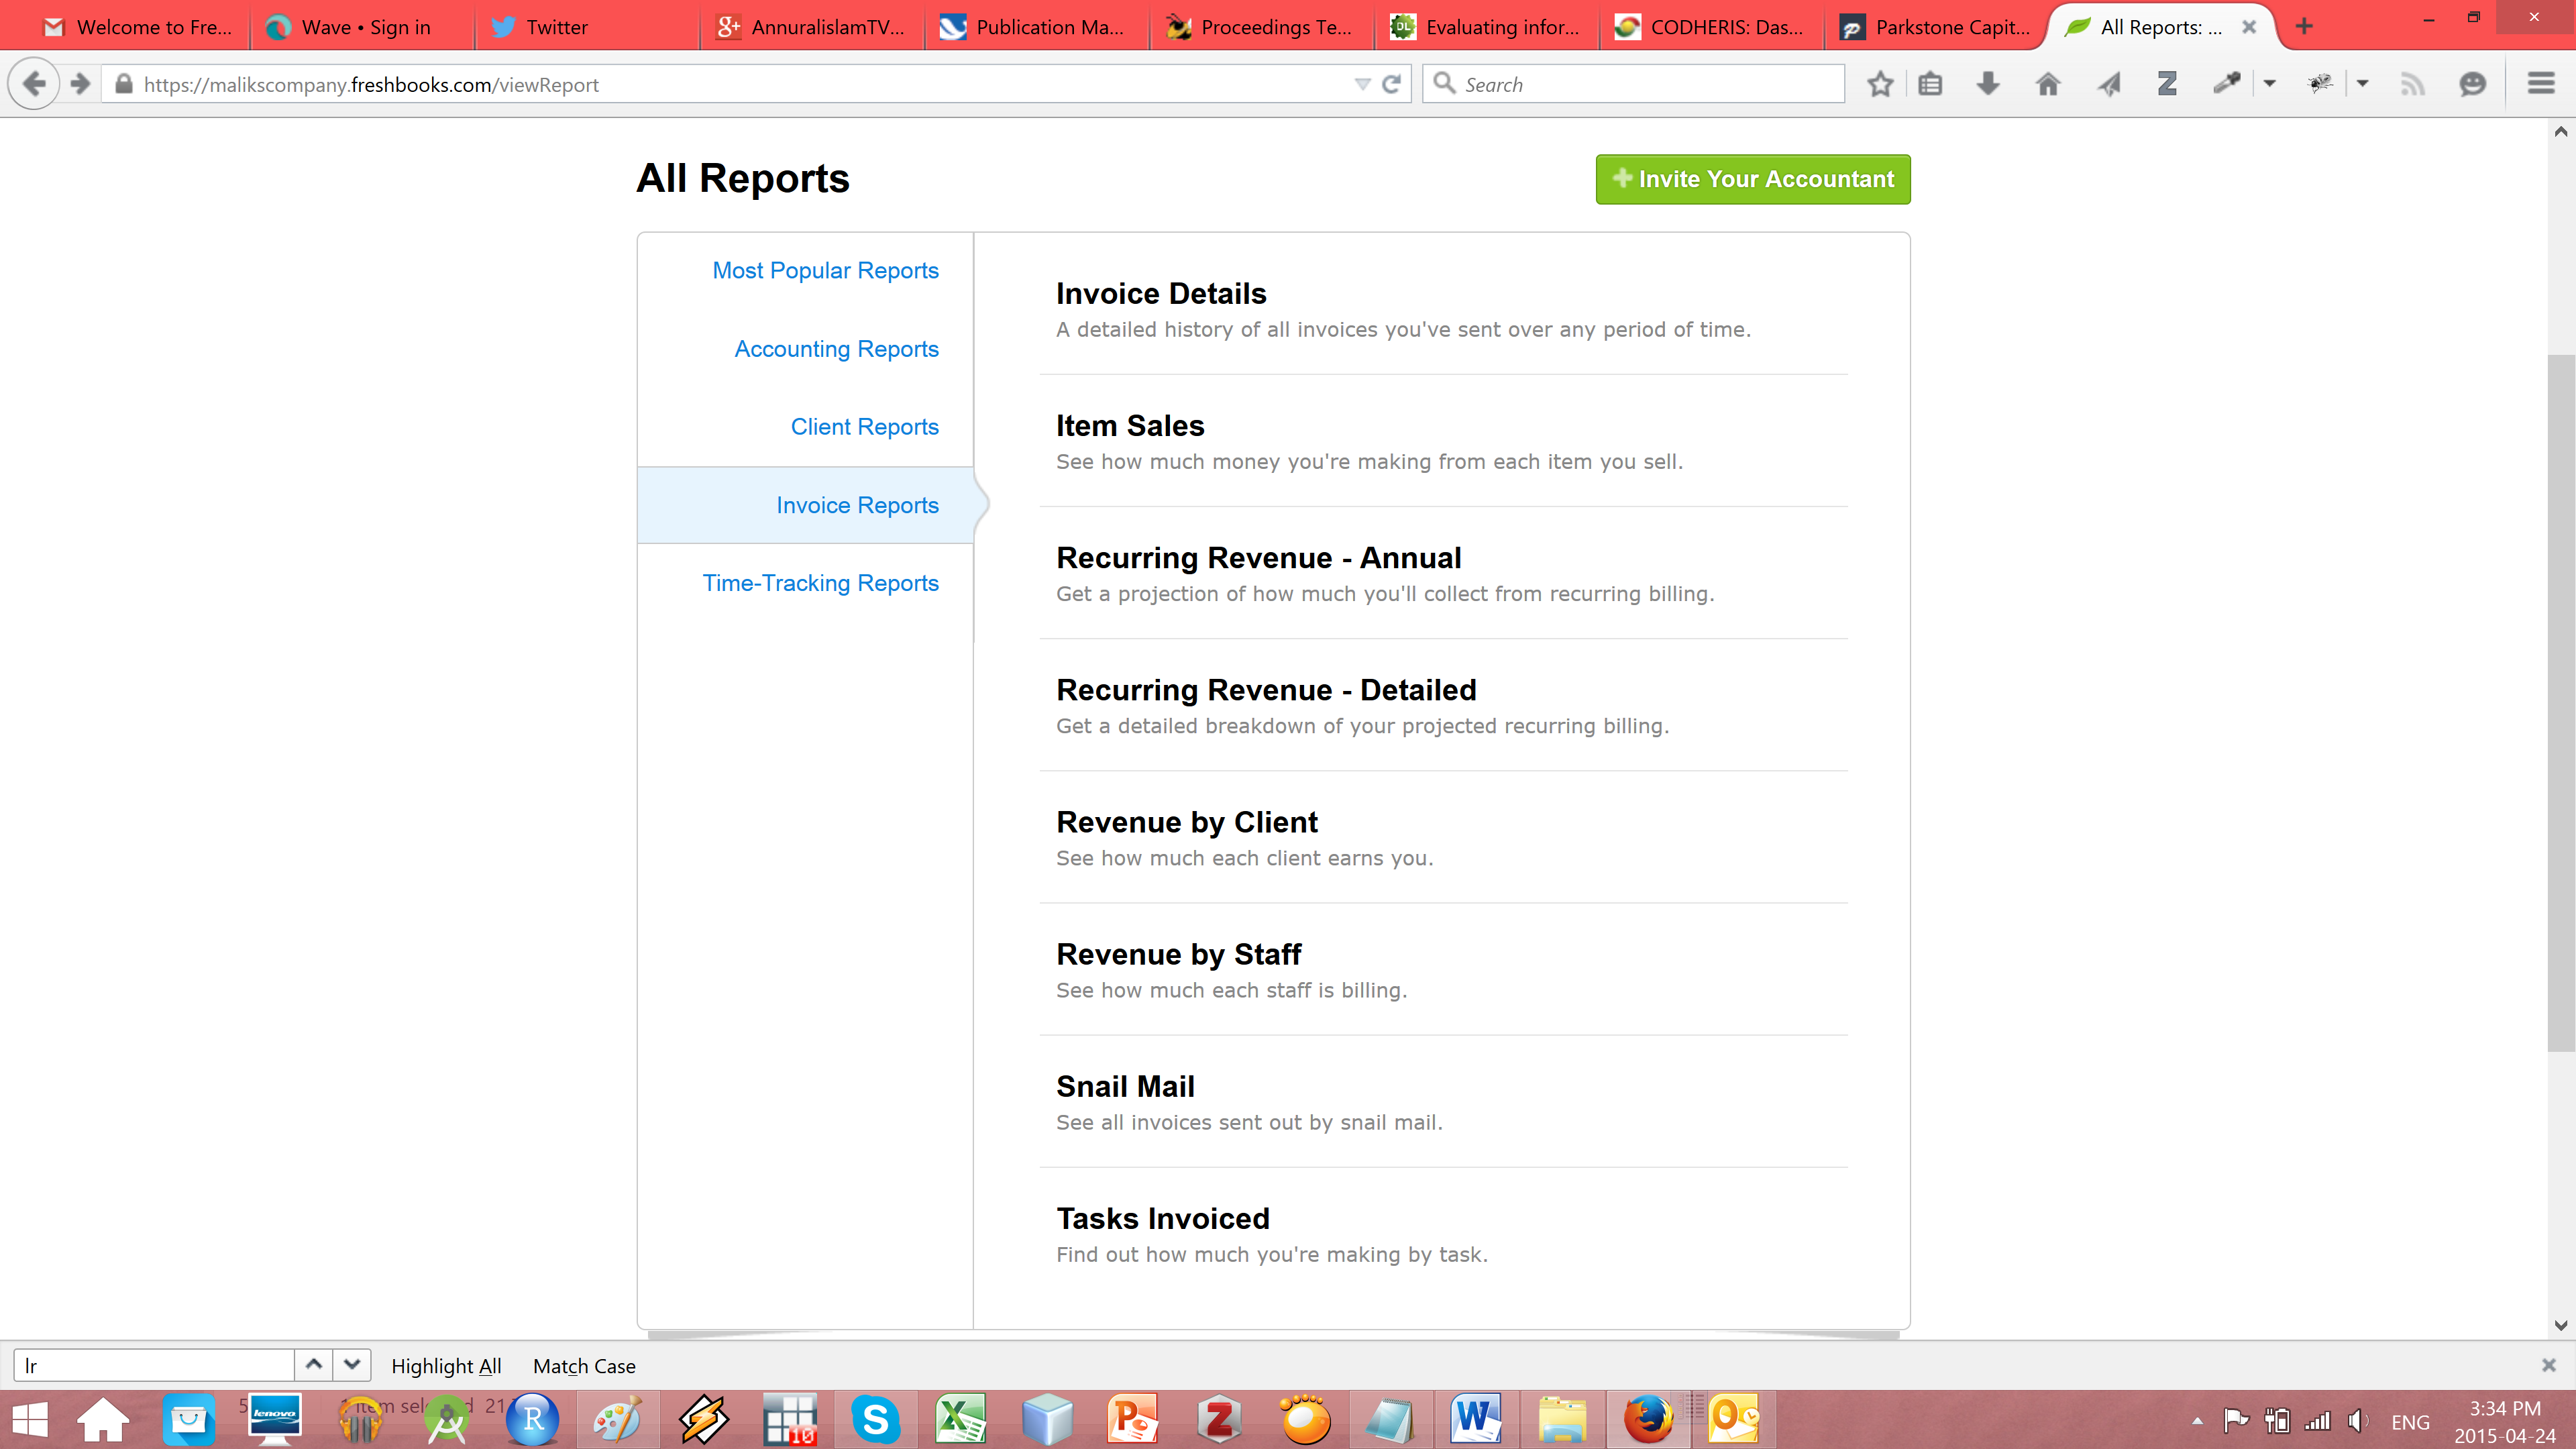 Welcome to Fre...
Wave • Sign in
Twitter
AnnuralislamTV...
Publication Ma...
Proceedings Te...
Evaluating infor...
CODHERIS: Das...
Parkstone Capit...
All Reports: ...
https://malikscompany.freshbooks.com/viewReport
Search
All Reports
Invite Your Accountant
Most Popular Reports
Accounting Reports
Client Reports
Invoice Reports
Time-Tracking Reports
Invoice Details
A detailed history of all invoices you've sent over any period of time.
Item Sales
See how much money you're making from each item you sell.
Recurring Revenue - Annual
Get a projection of how much you'll collect from recurring billing.
Recurring Revenue - Detailed
Get a detailed breakdown of your projected recurring billing.
Revenue by Client
See how much each client earns you.
Revenue by Staff
See how much each staff is billing.
Snail Mail
See all invoices sent out by snail mail.
Tasks Invoiced
Find out how much you're making by task.
lr
Highlight All
Match Case
lenovo
10
ENG
3:34 PM
2015-04-24